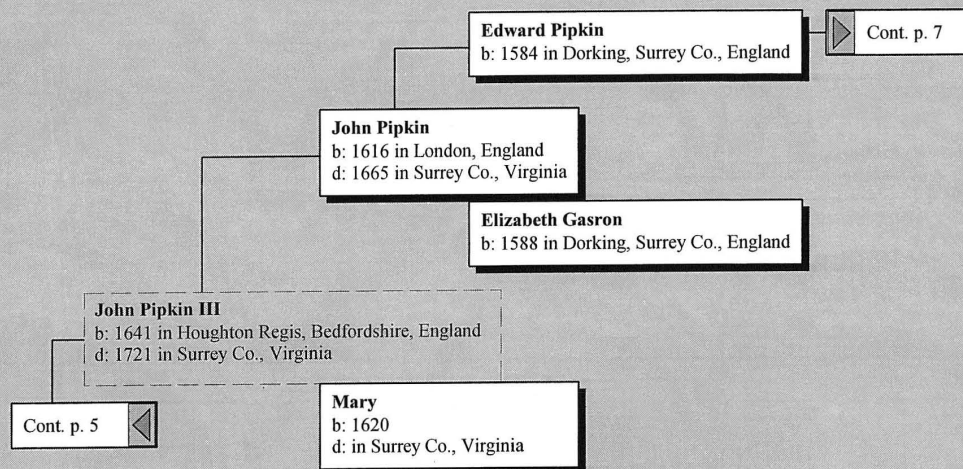 Edward Pipkin
b: 1584 in Dorking, Surrey Co., England
Cont. p. 7
John Pipkin
b: 1616 in London, England
d: 1665 in Surrey Co., Virginia
Elizabeth Gasron
b: 1588 in Dorking, Surrey Co., England
John Pipkin III
b: 1641 in Houghton Regis, Bedfordshire, England
d: 1721 in Surrey Co., Virginia
Cont. p. 5
Mary
b: 1620
d: in Surrey Co., Virginia